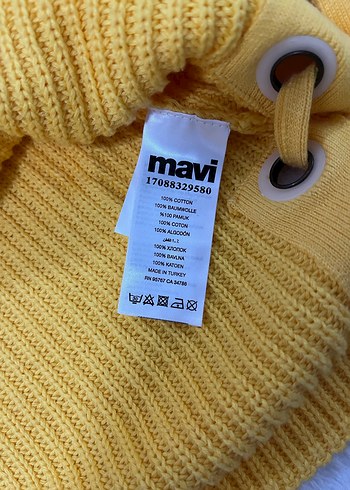 mavi
17088329580
100% COTTON
100% BAUMWOLLE
%100 PAMUK
100% COTON
100% ALGODÓN
100% ХЛОПОК
100% BAVLNA
100% KATOEN
MADE IN TURKEY
RN 95767 CA 34788